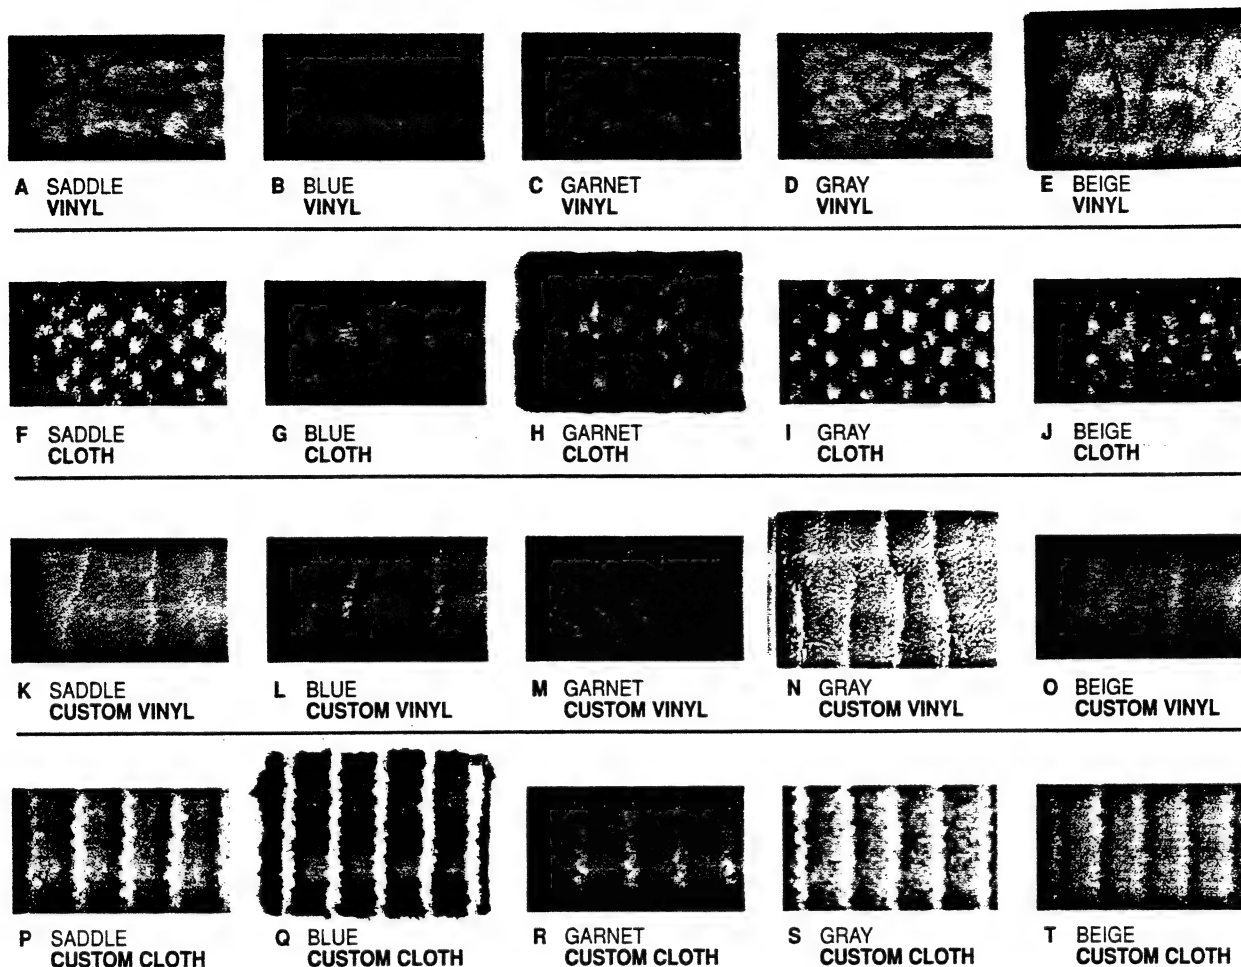 A SADDLE
VINYL
B BLUE
VINYL
C GARNET
VINYL
D GRAY
VINYL
E BEIGE
VINYL
F SADDLE
CLOTH
G BLUE
CLOTH
H GARNET
CLOTH
I GRAY
CLOTH
J BEIGE
CLOTH
K SADDLE
CUSTOM VINYL
L BLUE
CUSTOM VINYL
M GARNET
CUSTOM VINYL
N GRAY
CUSTOM VINYL
O BEIGE
CUSTOM VINYL
P SADDLE
CUSTOM CLOTH
Q BLUE
CUSTOM CLOTH
R GARNET
CUSTOM CLOTH
S GRAY
CUSTOM CLOTH
T BEIGE
CUSTOM CLOTH